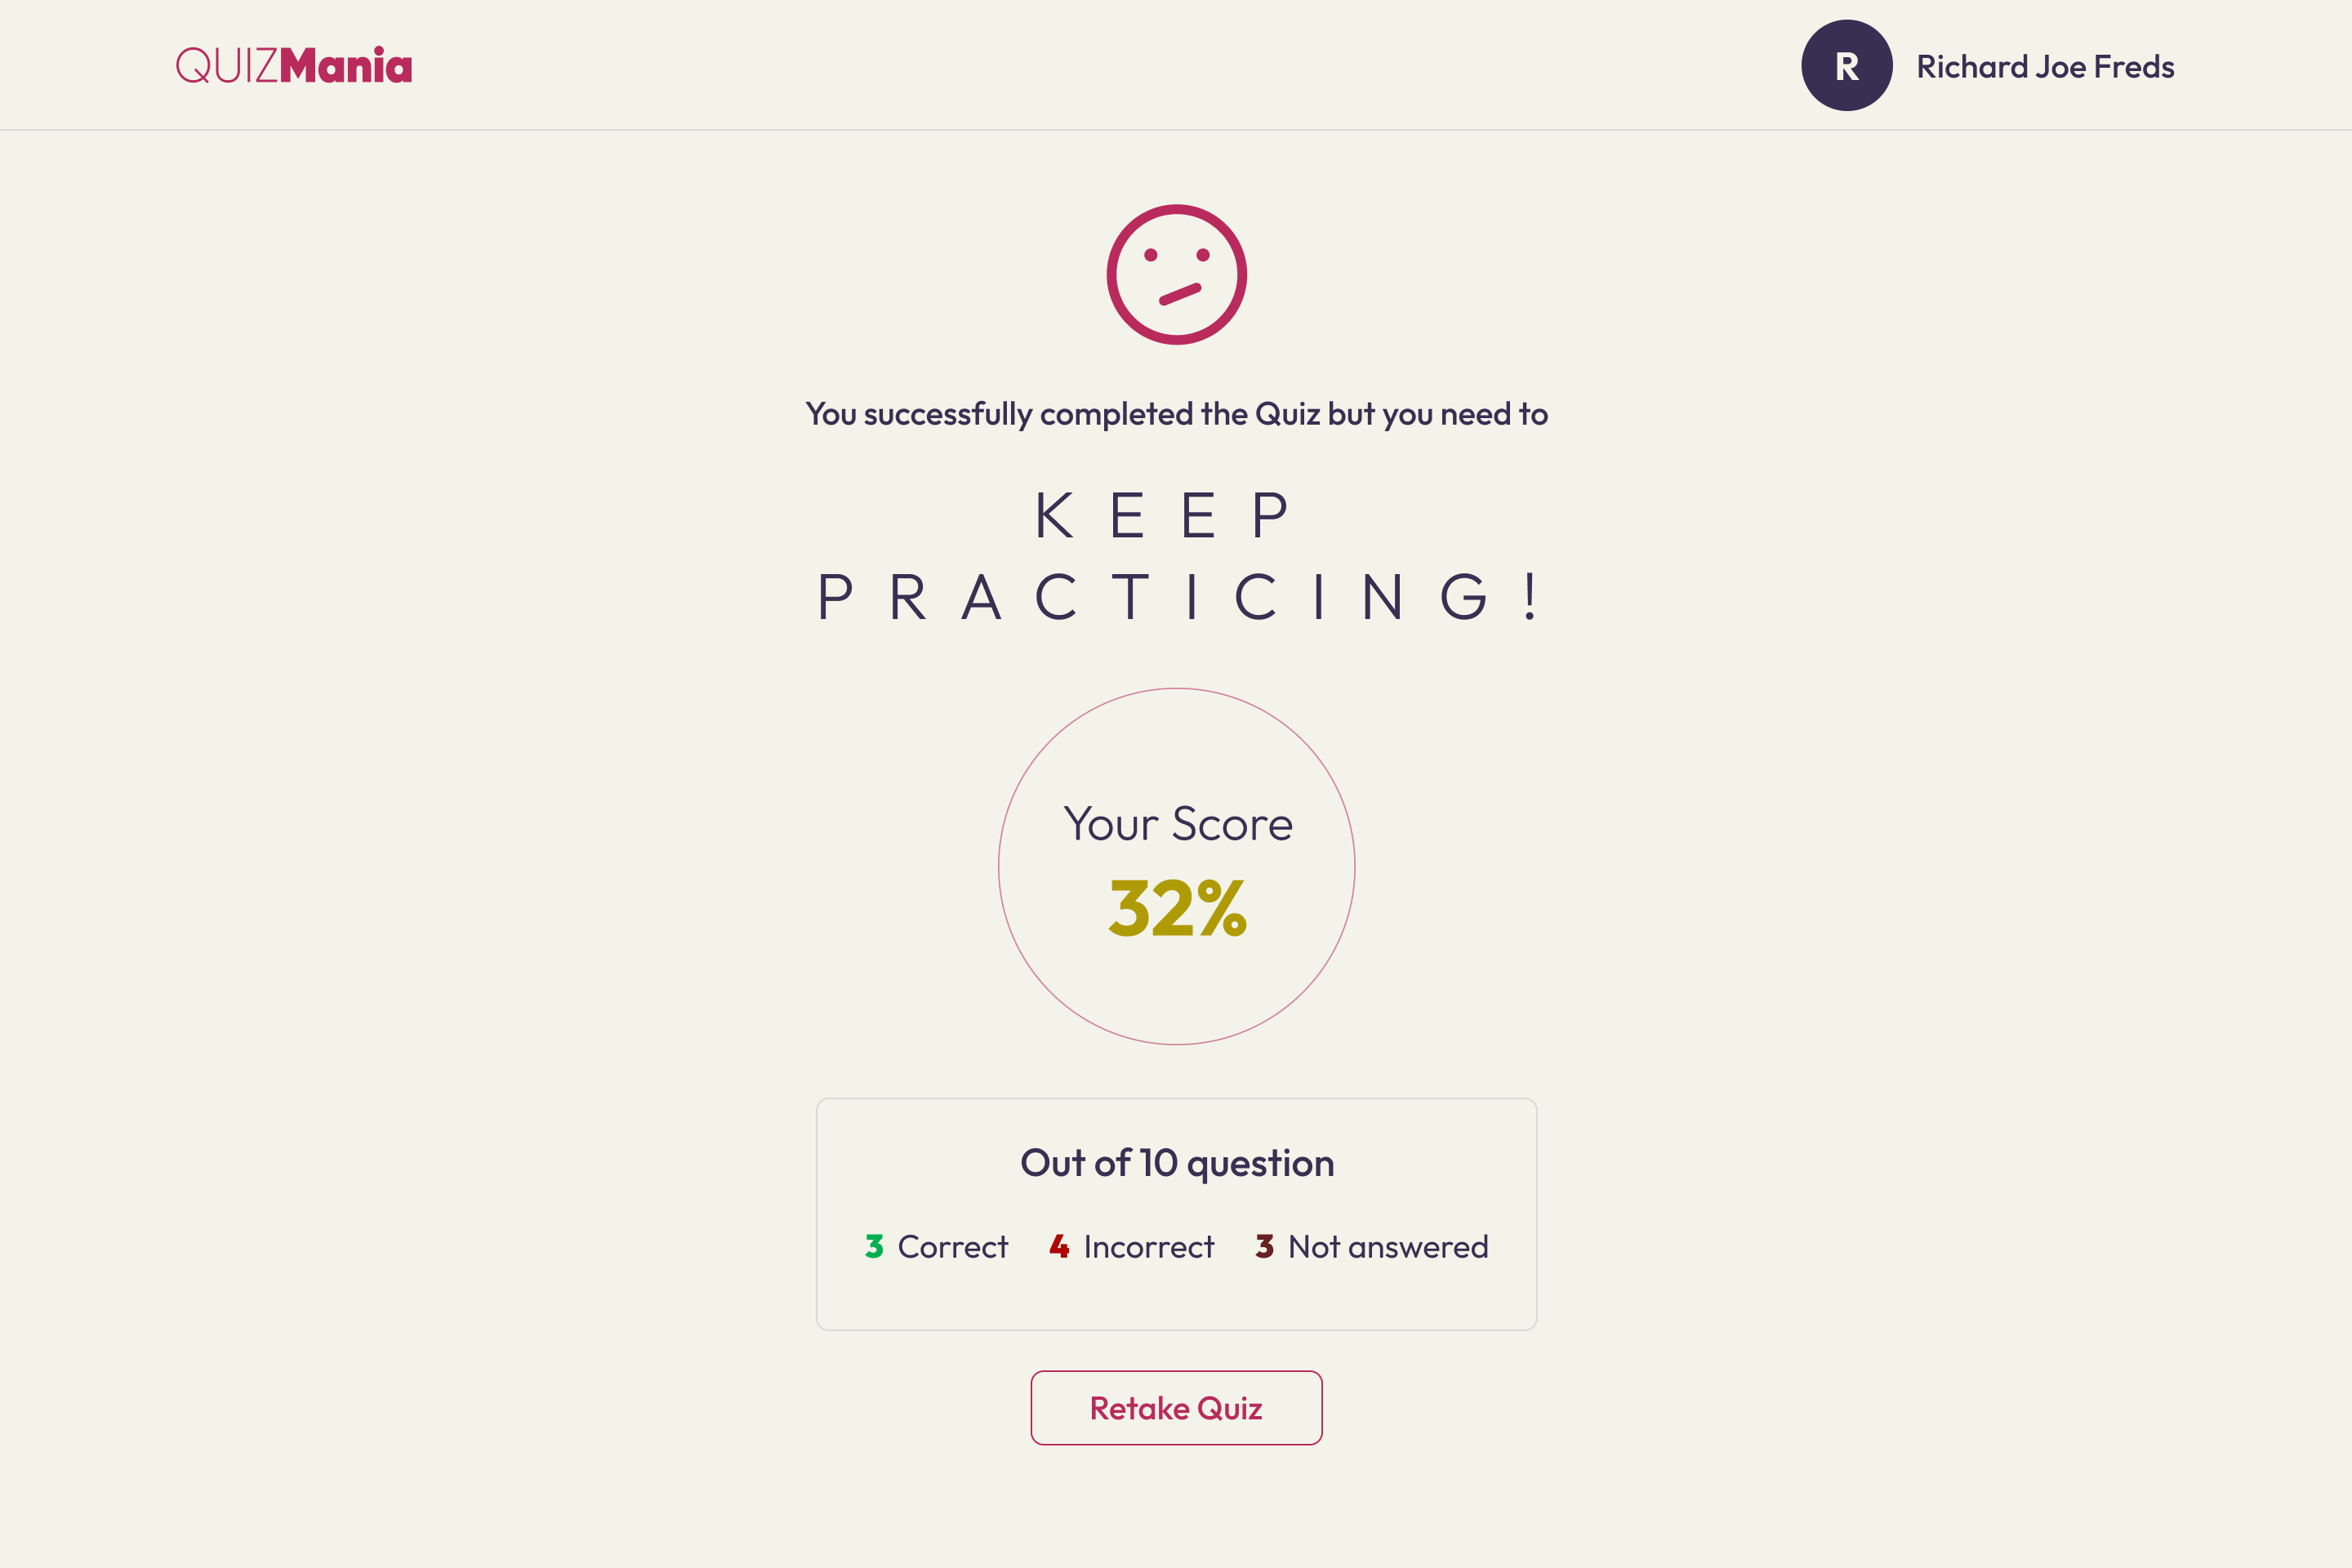 QUIZMania
R
Richard Joe Freds
You successfully completed the Quiz but you need to
KEEP
PRACTICING!
Your Score
32%
Out of 10 question
3 Correct 4 Incorrect 3 Not answered
Retake Quiz